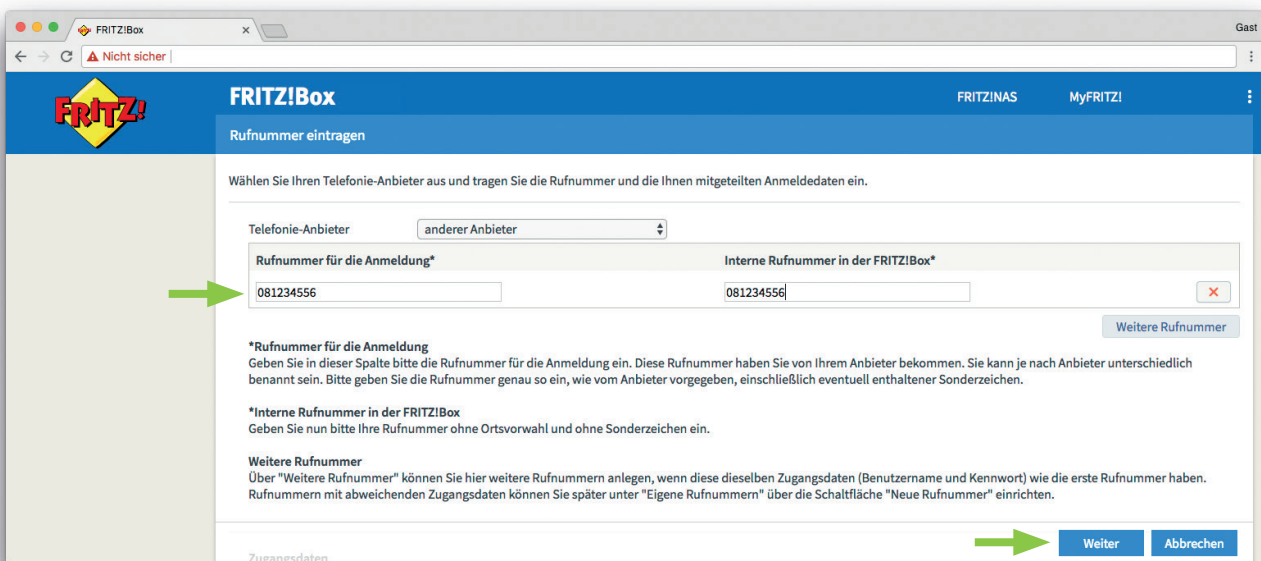 FRITZ!Box
Gast
Nicht sicher
FRITZ!
FRITZ!Box
FRITZ!NAS
MyFRITZ!
Rufnummer eintragen
Wählen Sie Ihren Telefonie-Anbieter aus und tragen Sie die Rufnummer und die Ihnen mitgeteilten Anmeldedaten ein.
Telefonie-Anbieter
anderer Anbieter
Rufnummer für die Anmeldung*
Interne Rufnummer in der FRITZ!Box*
081234556
081234556
Weitere Rufnummer
*Rufnummer für die Anmeldung
Geben Sie in dieser Spalte bitte die Rufnummer für die Anmeldung ein. Diese Rufnummer haben Sie von Ihrem Anbieter bekommen. Sie kann je nach Anbieter unterschiedlich
benannt sein. Bitte geben Sie die Rufnummer genau so ein, wie vom Anbieter vorgegeben, einschließlich eventuell enthaltener Sonderzeichen.
*Interne Rufnummer in der FRITZ!Box
Geben Sie nun bitte Ihre Rufnummer ohne Ortsvorwahl und ohne Sonderzeichen ein.
Weitere Rufnummer
Über "Weitere Rufnummer" können Sie hier weitere Rufnummern anlegen, wenn diese dieselben Zugangsdaten (Benutzername und Kennwort) wie die erste Rufnummer haben.
Rufnummern mit abweichenden Zugangsdaten können Sie später unter "Eigene Rufnummern" über die Schaltfläche "Neue Rufnummer" einrichten.
Zugangsdaten
Weiter
Abbrechen